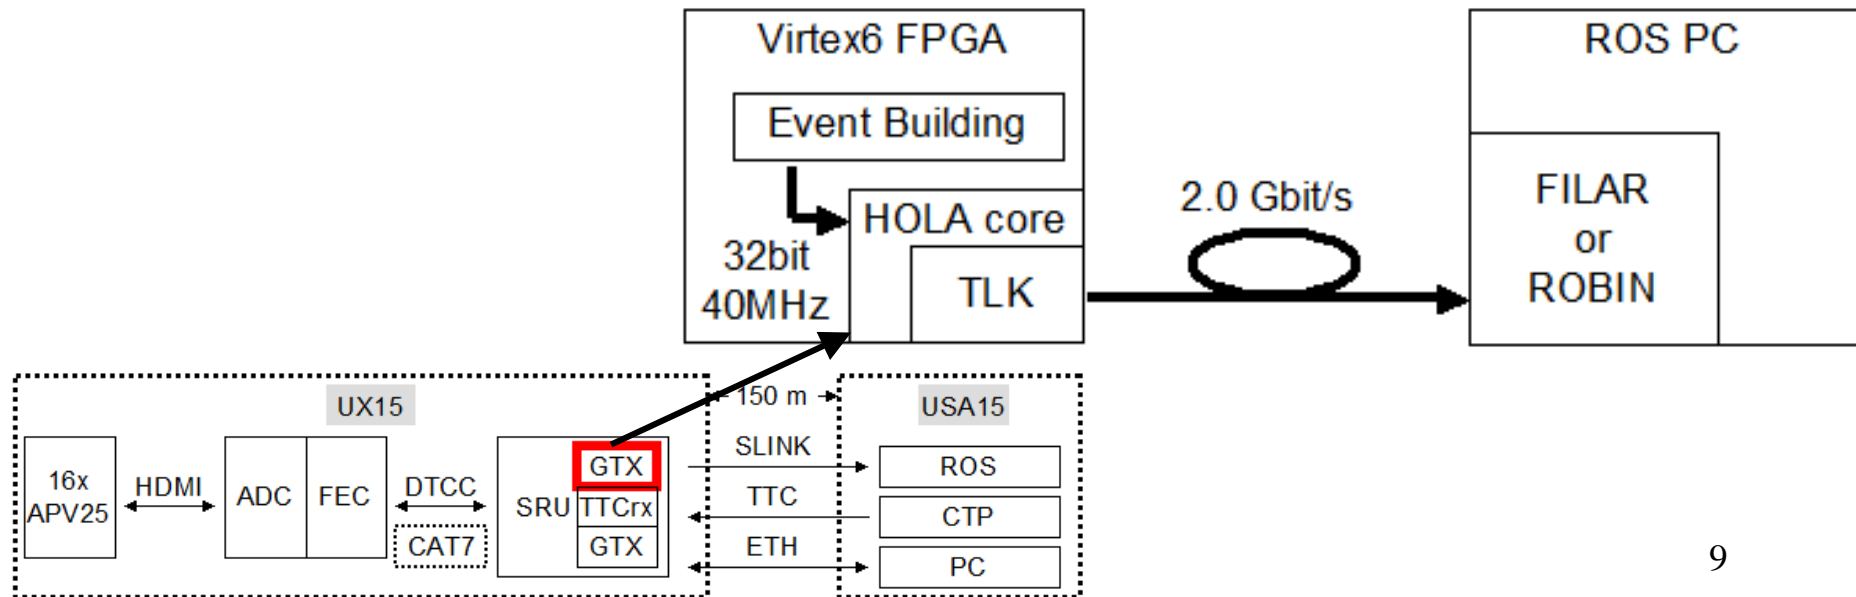 Virtex6 FPGA
Event Building
HOLA core
32bit
40MHz
TLK
2.0 Gbit/s
ROS PC
FILAR
or
ROBIN
UX15
150 m
USA15
16x
APV25
HDMI
ADC
FEC
DTCC
CAT7
SRU
GTX
TTCrx
GTX
SLINK
TTC
ETH
ROS
CTP
PC
9